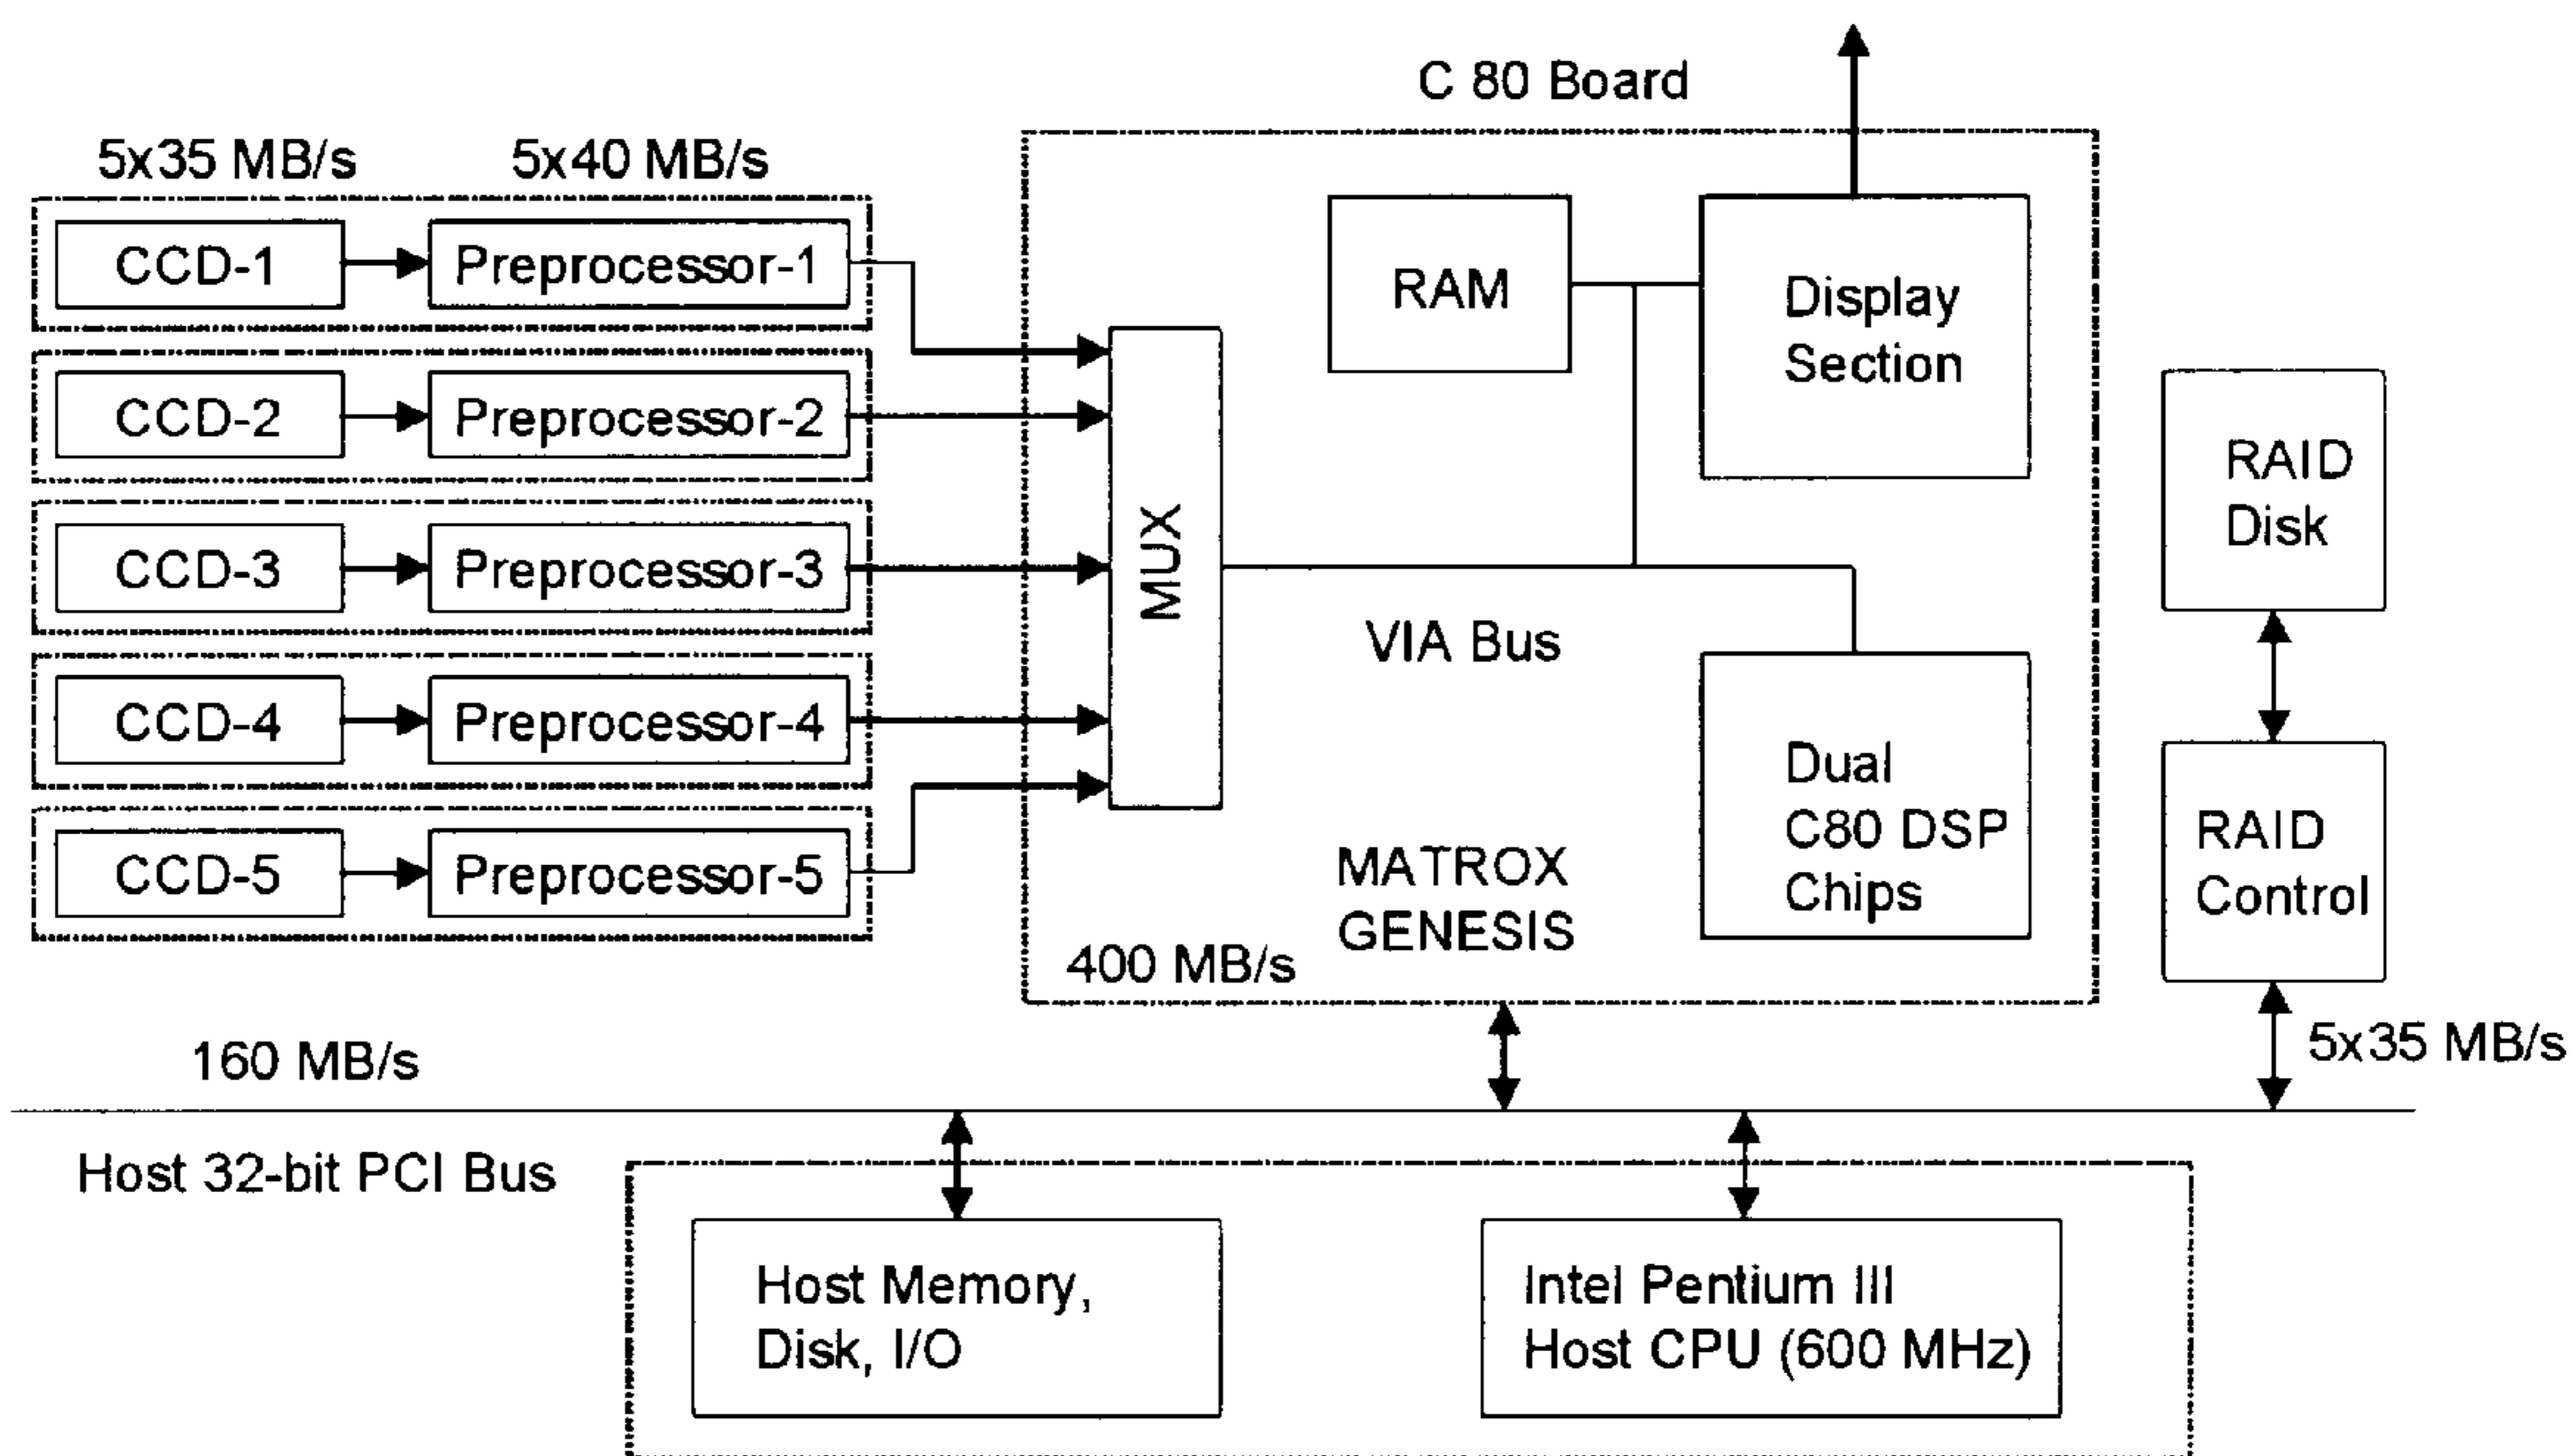 C 80 Board
5x35 MB/s
5x40 MB/s
CCD-1
Preprocessor-1
CCD-2
Preprocessor-2
CCD-3
Preprocessor-3
CCD-4
Preprocessor-4
CCD-5
Preprocessor-5
MUX
RAM
Display
Section
VIA Bus
Dual
C80 DSP
Chips
MATROX
GENESIS
400 MB/s
RAID
Disk
RAID
Control
5x35 MB/s
160 MB/s
Host 32-bit PCI Bus
Host Memory,
Disk, I/O
Intel Pentium III
Host CPU (600 MHz)